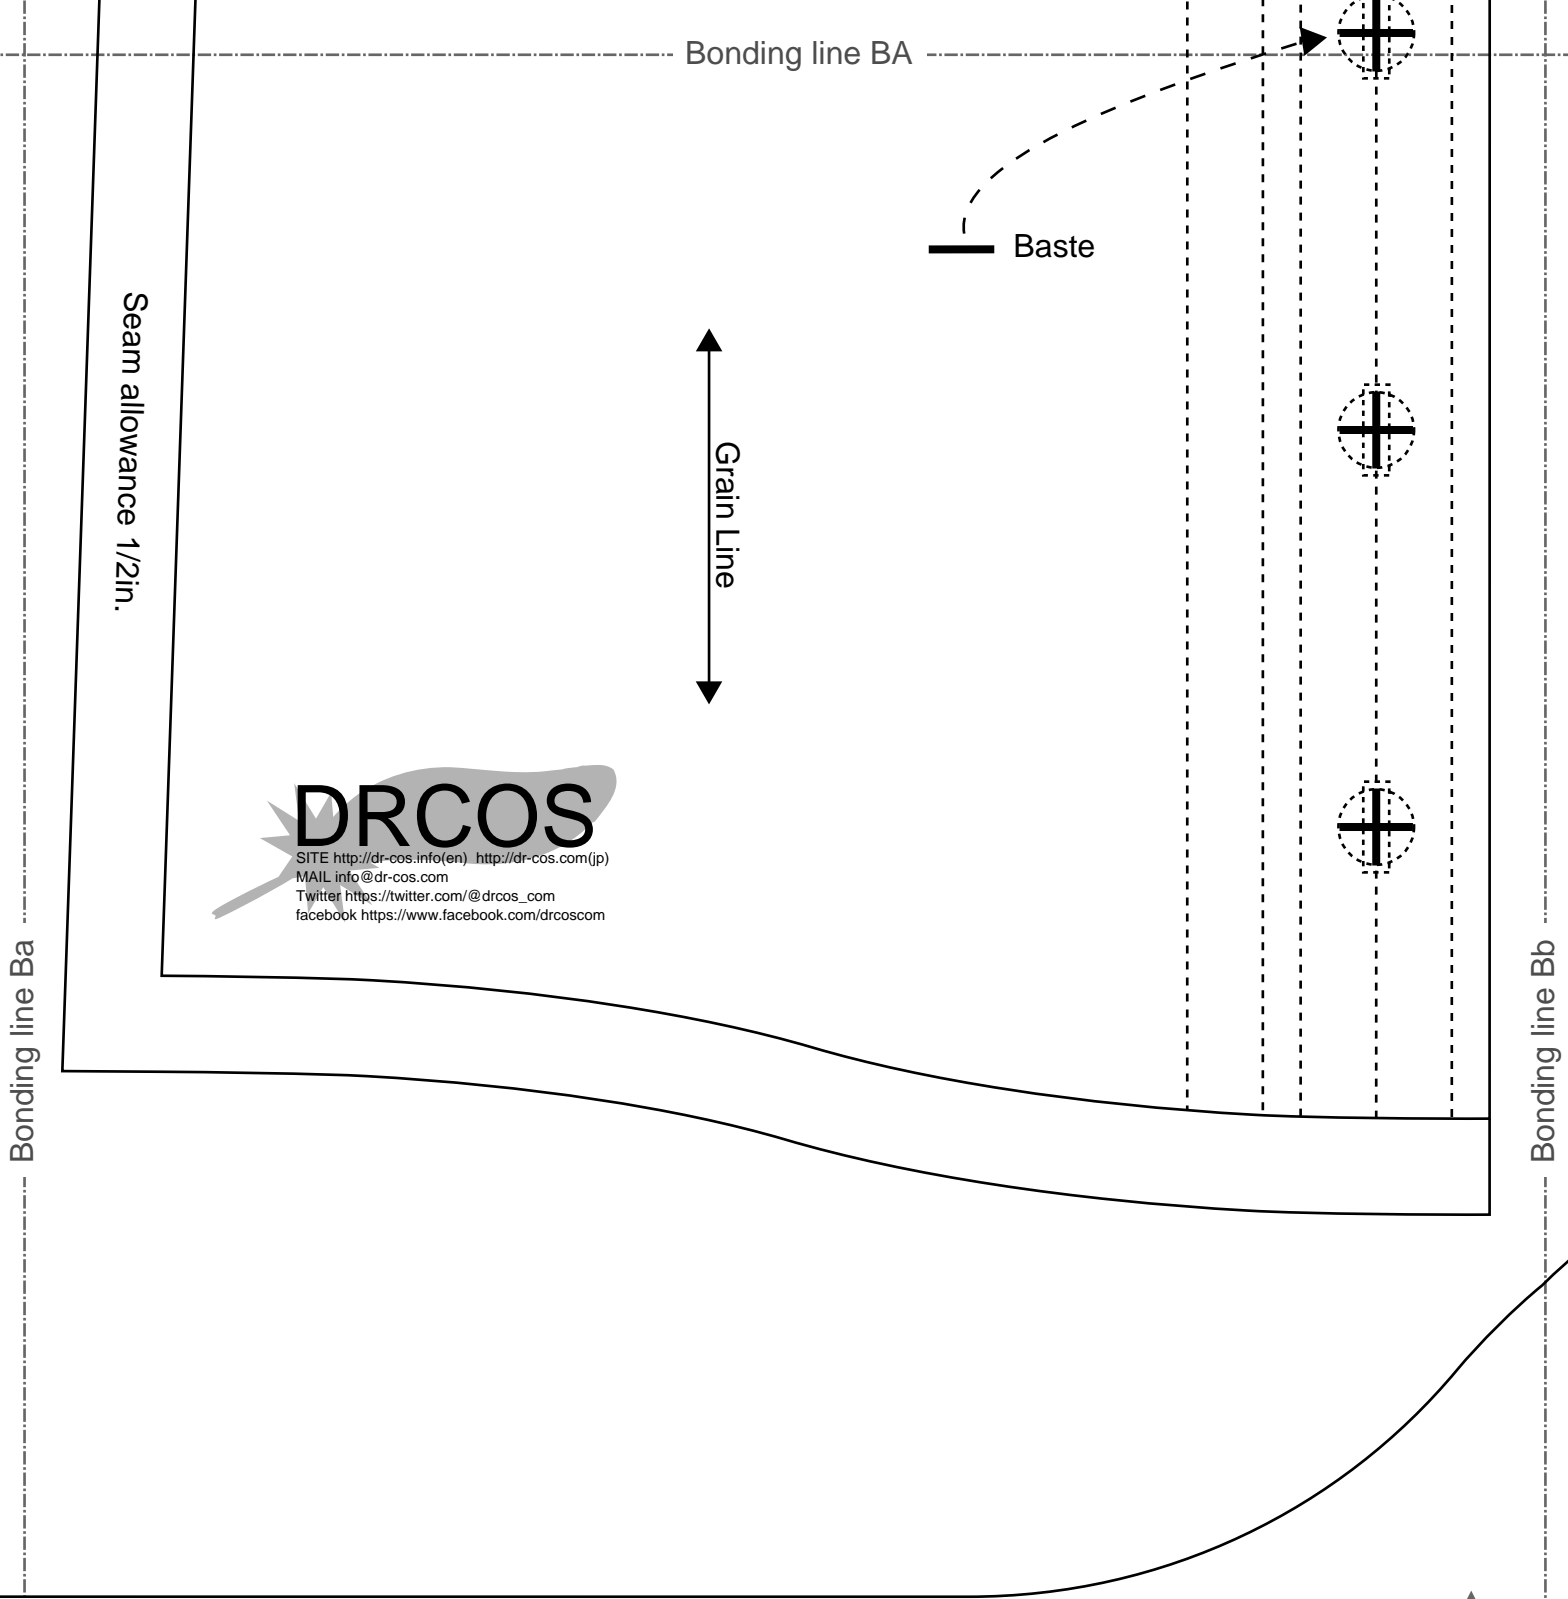 Bonding line BA
Baste
Seam allowance 1/2in.
Grain Line
DRCOS
SITE http://dr-cos.info(en)  http://dr-cos.com(jp)
MAIL info@dr-cos.com
Twitter https://twitter.com/@drcos_com
facebook https://www.facebook.com/drcoscom
Bonding line Ba
Bonding line Bb